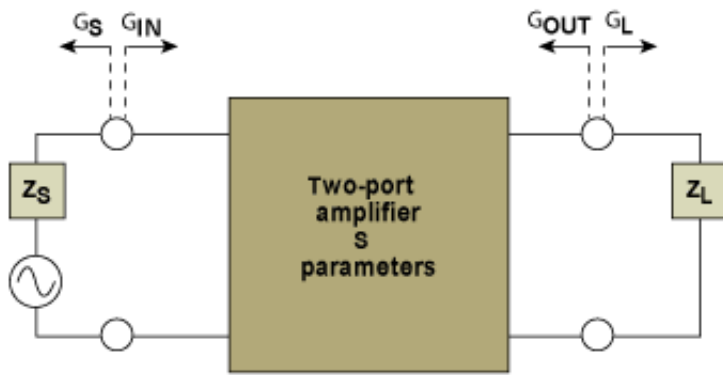 GS GIN
GOUT GL
ZS
Two-port
amplifier
S
parameters
ZL